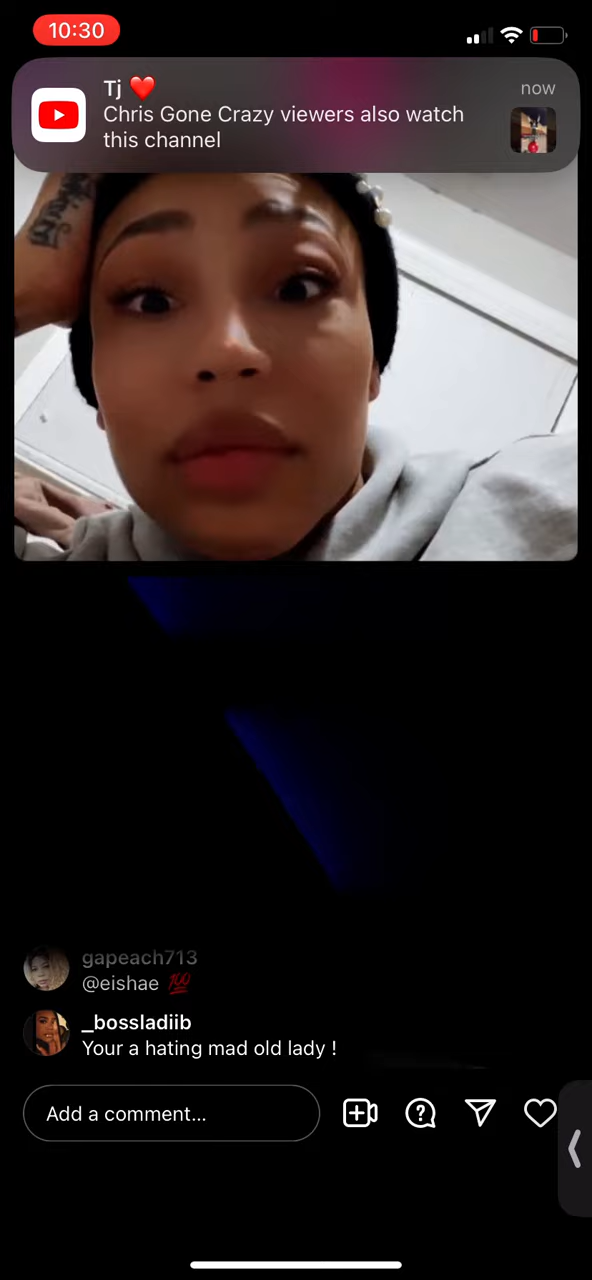 10:30
Tj ❤️
now
Chris Gone Crazy viewers also watch
this channel
gapeach713
@eishae 💯
_bossladiib
Your a hating mad old lady !
Add a comment...